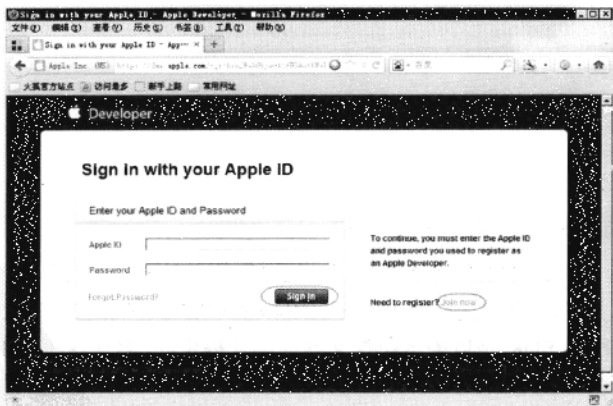 Sign in with your Apple ID - Apple Developer - Mozilla Firefox
文件(F) 编辑(E) 查看(V) 历史(S) 书签(B) 工具(T) 帮助(H)
Sign in with your Apple ID - App...
Apple Inc. (US) apple.com
百度
火狐官方站点 访问最多 新手上路 常用网址
Developer
Sign in with your Apple ID
Enter your Apple ID and Password
Apple ID
Password
Forgot Password?
Sign in
To continue, you must enter the Apple ID
and password you used to register as
an Apple Developer.
Need to register? Join now